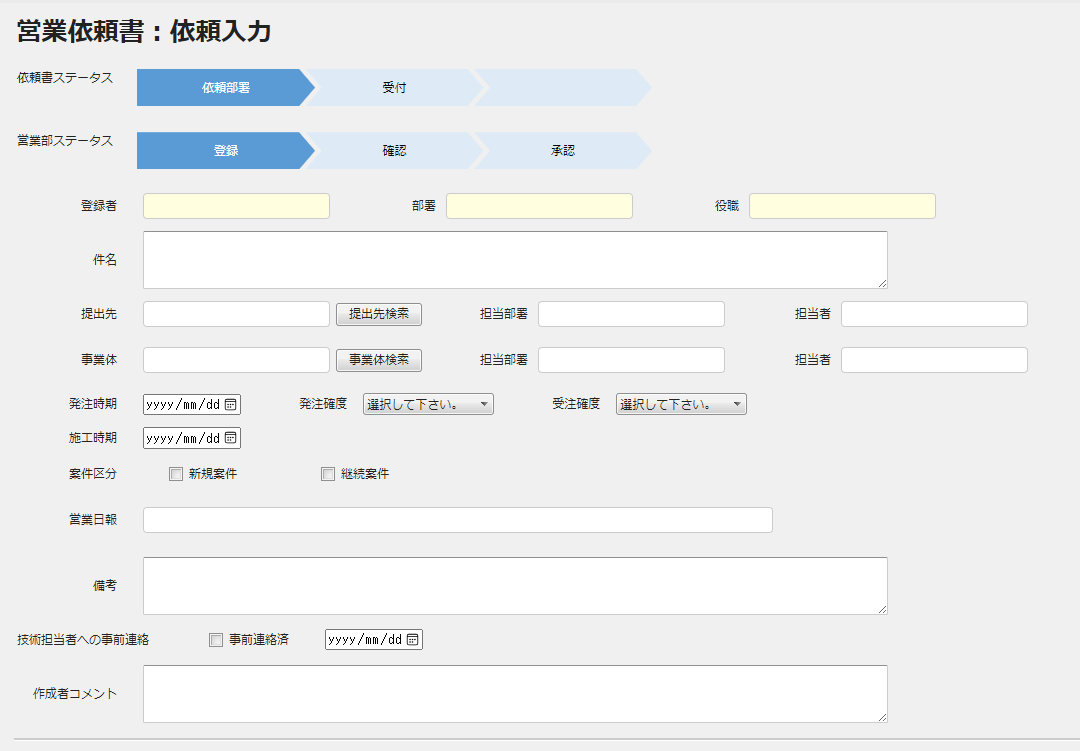 営業依頼書：依頼入力
依頼書ステータス 依頼部署 受付
営業部ステータス 登録 確認 承認
登録者 部署 役職
件名
提出先 提出先検索 担当部署 担当者
事業体 事業体検索 担当部署 担当者
発注時期 yyyy/mm/dd 発注確度 選択して下さい。 受注確度 選択して下さい。
施工時期 yyyy/mm/dd
案件区分 新規案件 継続案件
営業日報
備考
技術担当者への事前連絡 事前連絡済 yyyy/mm/dd
作成者コメント